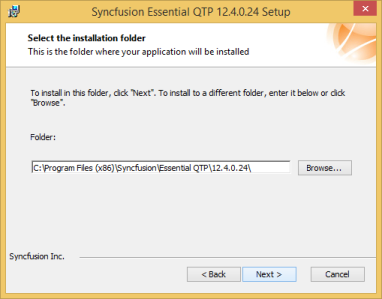 Syncfusion Essential QTP 12.4.0.24 Setup
Select the installation folder
This is the folder where your application will be installed
To install in this folder, click "Next". To install to a different folder, enter it below or click
"Browse".
Folder:
C:\Program Files (x86)\Syncfusion\Essential QTP\12.4.0.24\
Browse...
Syncfusion Inc.
< Back
Next >
Cancel